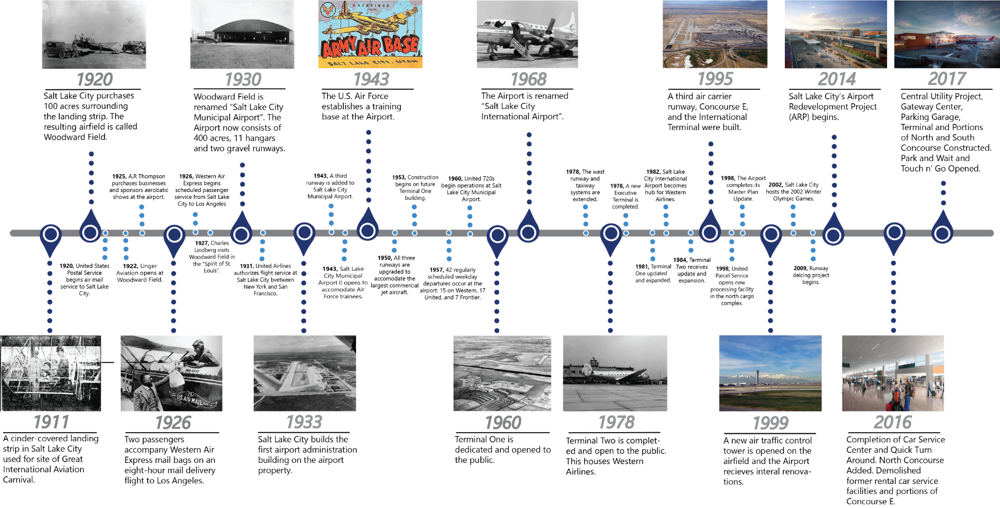 GREETINGS
from
ARMY AIR BASE
SALT LAKE CITY, UTAH
1920
Salt Lake City purchases
100 acres surrounding
the landing strip. The
resulting airfield is called
Woodward Field.
1930
Woodward Field is
renamed “Salt Lake City
Municipal Airport”. The
Airport now consists of
400 acres, 11 hangars
and two gravel runways.
1943
The U.S. Air Force
establishes a training
base at the Airport.
1968
The Airport is renamed
“Salt Lake City
International Airport”.
1995
A third air carrier
runway, Concourse E,
and the International
Terminal were built.
2014
Salt Lake City’s Airport
Redevelopment Project
(ARP) begins.
2017
Central Utility Project,
Gateway Center,
Parking Garage,
Terminal and Portions
of North and South
Concourse Constructed.
Park and Wait and
Touch n’ Go Opened.
1925, A.R Thompson
purchases businesses
and sponsors aerobatic
shows at the airport.
1926, Western Air
Express begins
scheduled passenger
service from Salt Lake
City to Los Angeles
1943, A third
runway is added to
Salt Lake City
Municipal Airport.
1953, Construction
begins on future
Terminal One
building.
1960, United 720s
begin operations at Salt
Lake City Municipal
Airport.
1978, The west
runway and
taxiway
systems are
extended.
1978, A new
Executive
Terminal is
completed.
1982, Salt Lake
City International
Airport becomes
hub for Western
Airlines.
1998, The Airport
completes its
Master Plan
Update.
2002, Salt Lake City
hosts the 2002 Winter
Olympic Games.
1920, United States
Postal Service
begins air mail
service to Salt Lake
City.
1922, Unger
Aviation opens at
Woodward Field.
1927, Charles
Lindberg visits
Woodward Field in
the “Spirit of St.
Louis”.
1931, United Airlines
authorizes flight service at
Salt Lake City bvetween
New York and San
Francisco.
1943, Salt Lake
City Municipal
Airport II opens to
accomodate Air
Force trainees.
1950, All three
runways are
upgraded to
accomodate the
largest commercial
jet aircraft.
1957, 42 regularly
scheduled weekday
departures occur at the
airport: 15 on Western, 17
United, and 7 Frontier.
1981, Terminal
One updated
and expanded.
1984, Terminal
Two receives
update and
expansion.
1998, United
Parcel Service
opens new
processing facility
in the north cargo
complex.
2009, Runway
deicing project
begins.
U.S. AIR MAIL
1911
A cinder-covered landing
strip in Salt Lake City
used for site of Great
International Aviation
Carnival.
1926
Two passengers
accompany Western Air
Express mail bags on an
eight-hour mail delivery
flight to Los Angeles.
1933
Salt Lake City builds the
first airport administration
building on the airport
property.
1960
Terminal One is
dedicated and opened to
the public.
1978
Terminal Two is complet-
ed and open to the public.
This houses Western
Airlines.
1999
A new air traffic control
tower is opened on the
airfield and the Airport
recieves interal renova-
tions.
2016
Completion of Car Service
Center and Quick Turn
Around. North Concourse
Added. Demolished
former rental car service
facilities and portions of
Concourse E.